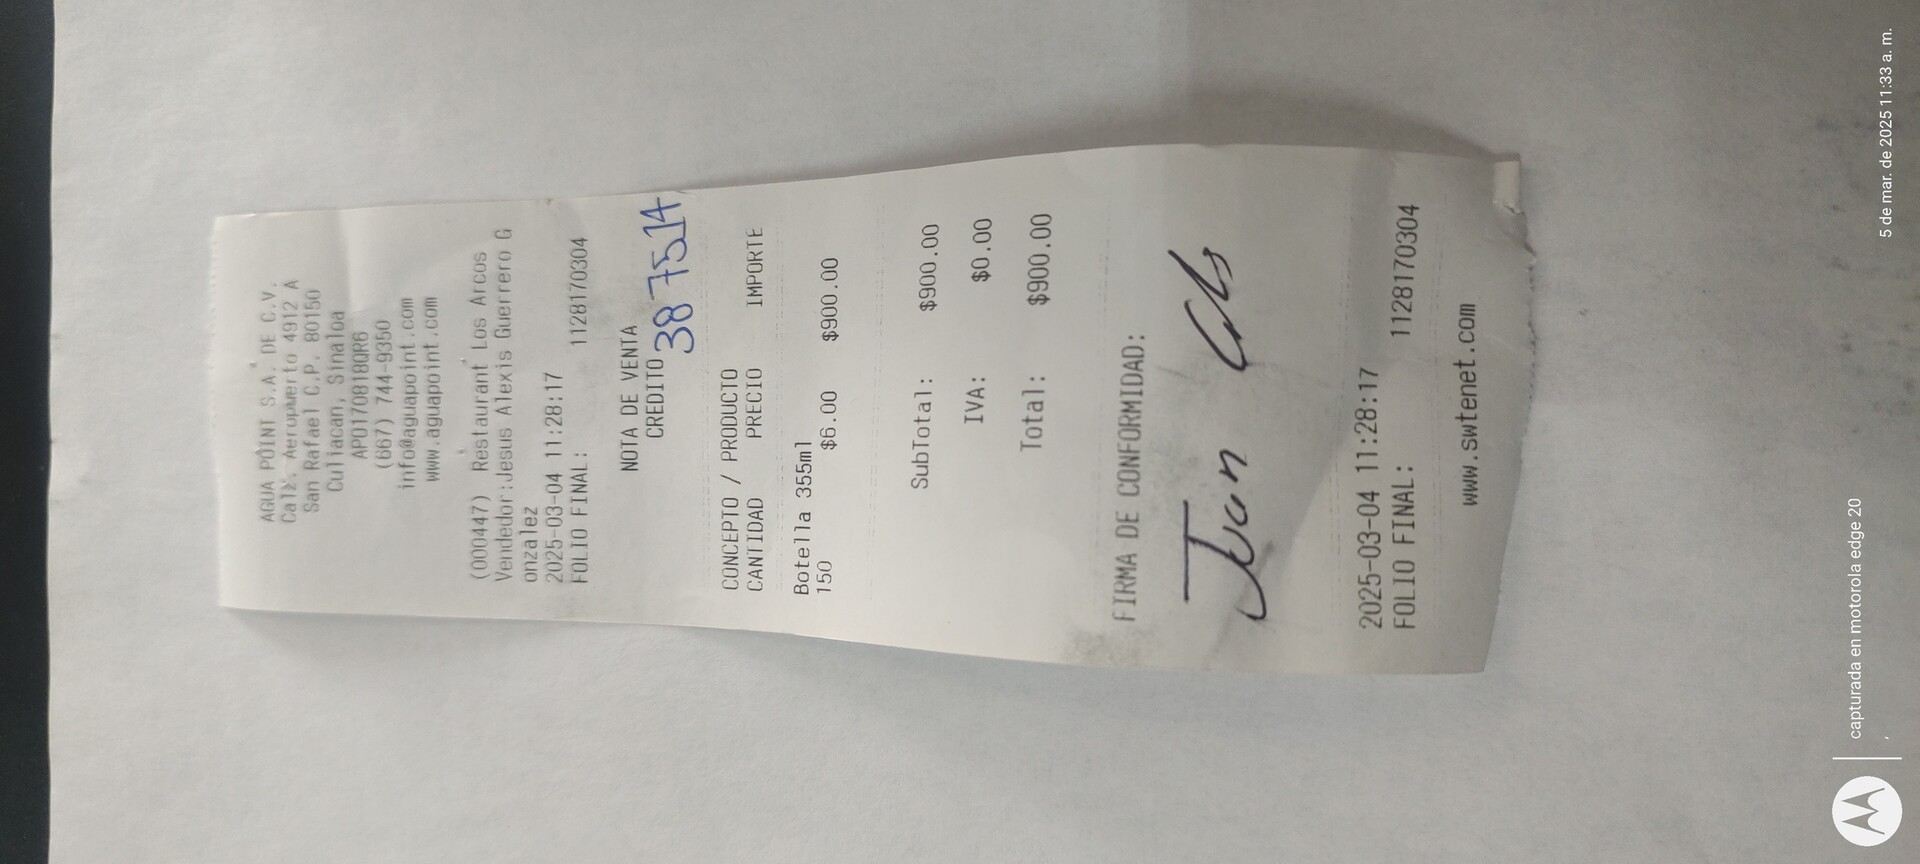 AGUA POINT S.A. DE C.V.
Calz. Aeropuerto 4912 A
San Rafael C.P. 80150
Culiacan, Sinaloa
APO170818QR6
(667) 744-9350
info@aguapoint.com
www.aguapoint.com
(000447) Restaurant Los Arcos
Vendedor:Jesus Alexis Guerrero G
onzalez
2025-03-04 11:28:17
FOLIO FINAL: 1128170304
NOTA DE VENTA
CREDITO
387514
CONCEPTO / PRODUCTO
CANTIDAD PRECIO IMPORTE
Botella 355ml
150 $6.00 $900.00
SubTotal: $900.00
IVA: $0.00
Total: $900.00
FIRMA DE CONFORMIDAD:
Juan
2025-03-04 11:28:17
FOLIO FINAL: 1128170304
www.swtenet.com
capturada en motorola edge 20
,
5 de mar. de 2025 11:33 a. m.